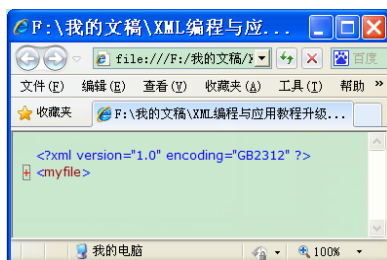 F:\我的文稿\XML编程与应...
file:///F:/我的文稿/X
百度
文件(F) 编辑(E) 查看(V) 收藏夹(A) 工具(T) 帮助 »
收藏夹 F:\我的文稿\XML编程与应用教程升级...
<?xml version="1.0" encoding="GB2312" ?>
+ <myfile>
我的电脑 100%